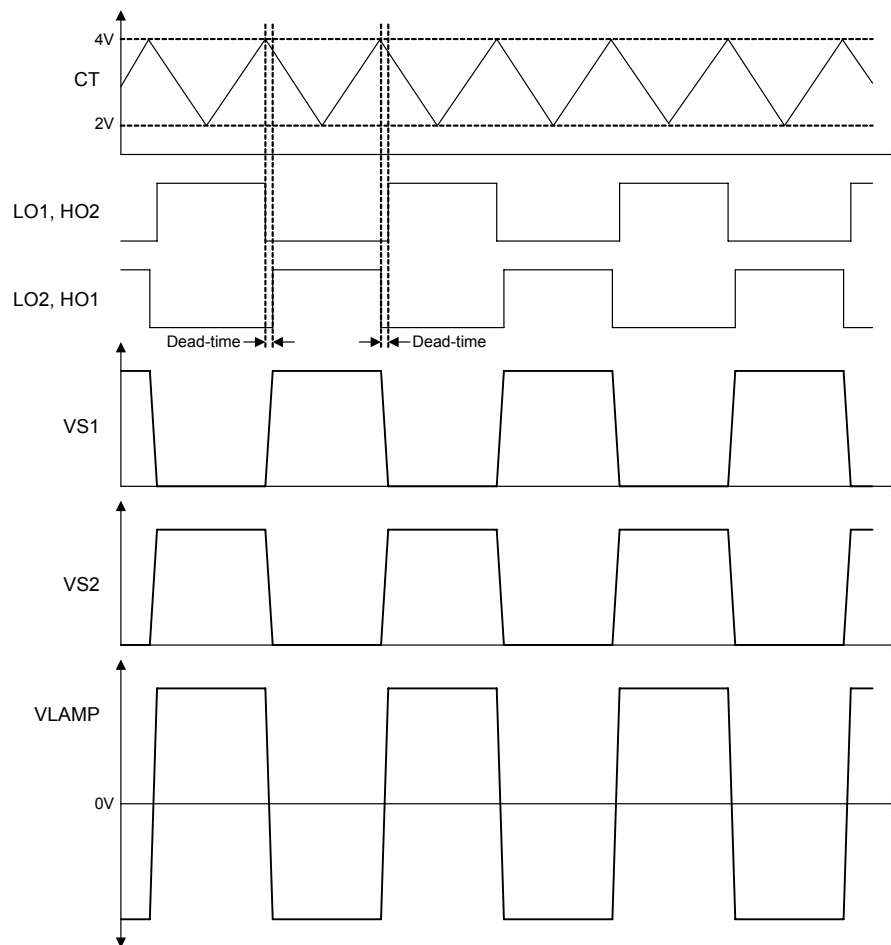 4V
CT
2V
LO1, HO2
LO2, HO1
Dead-time
Dead-time
VS1
VS2
VLAMP
0V